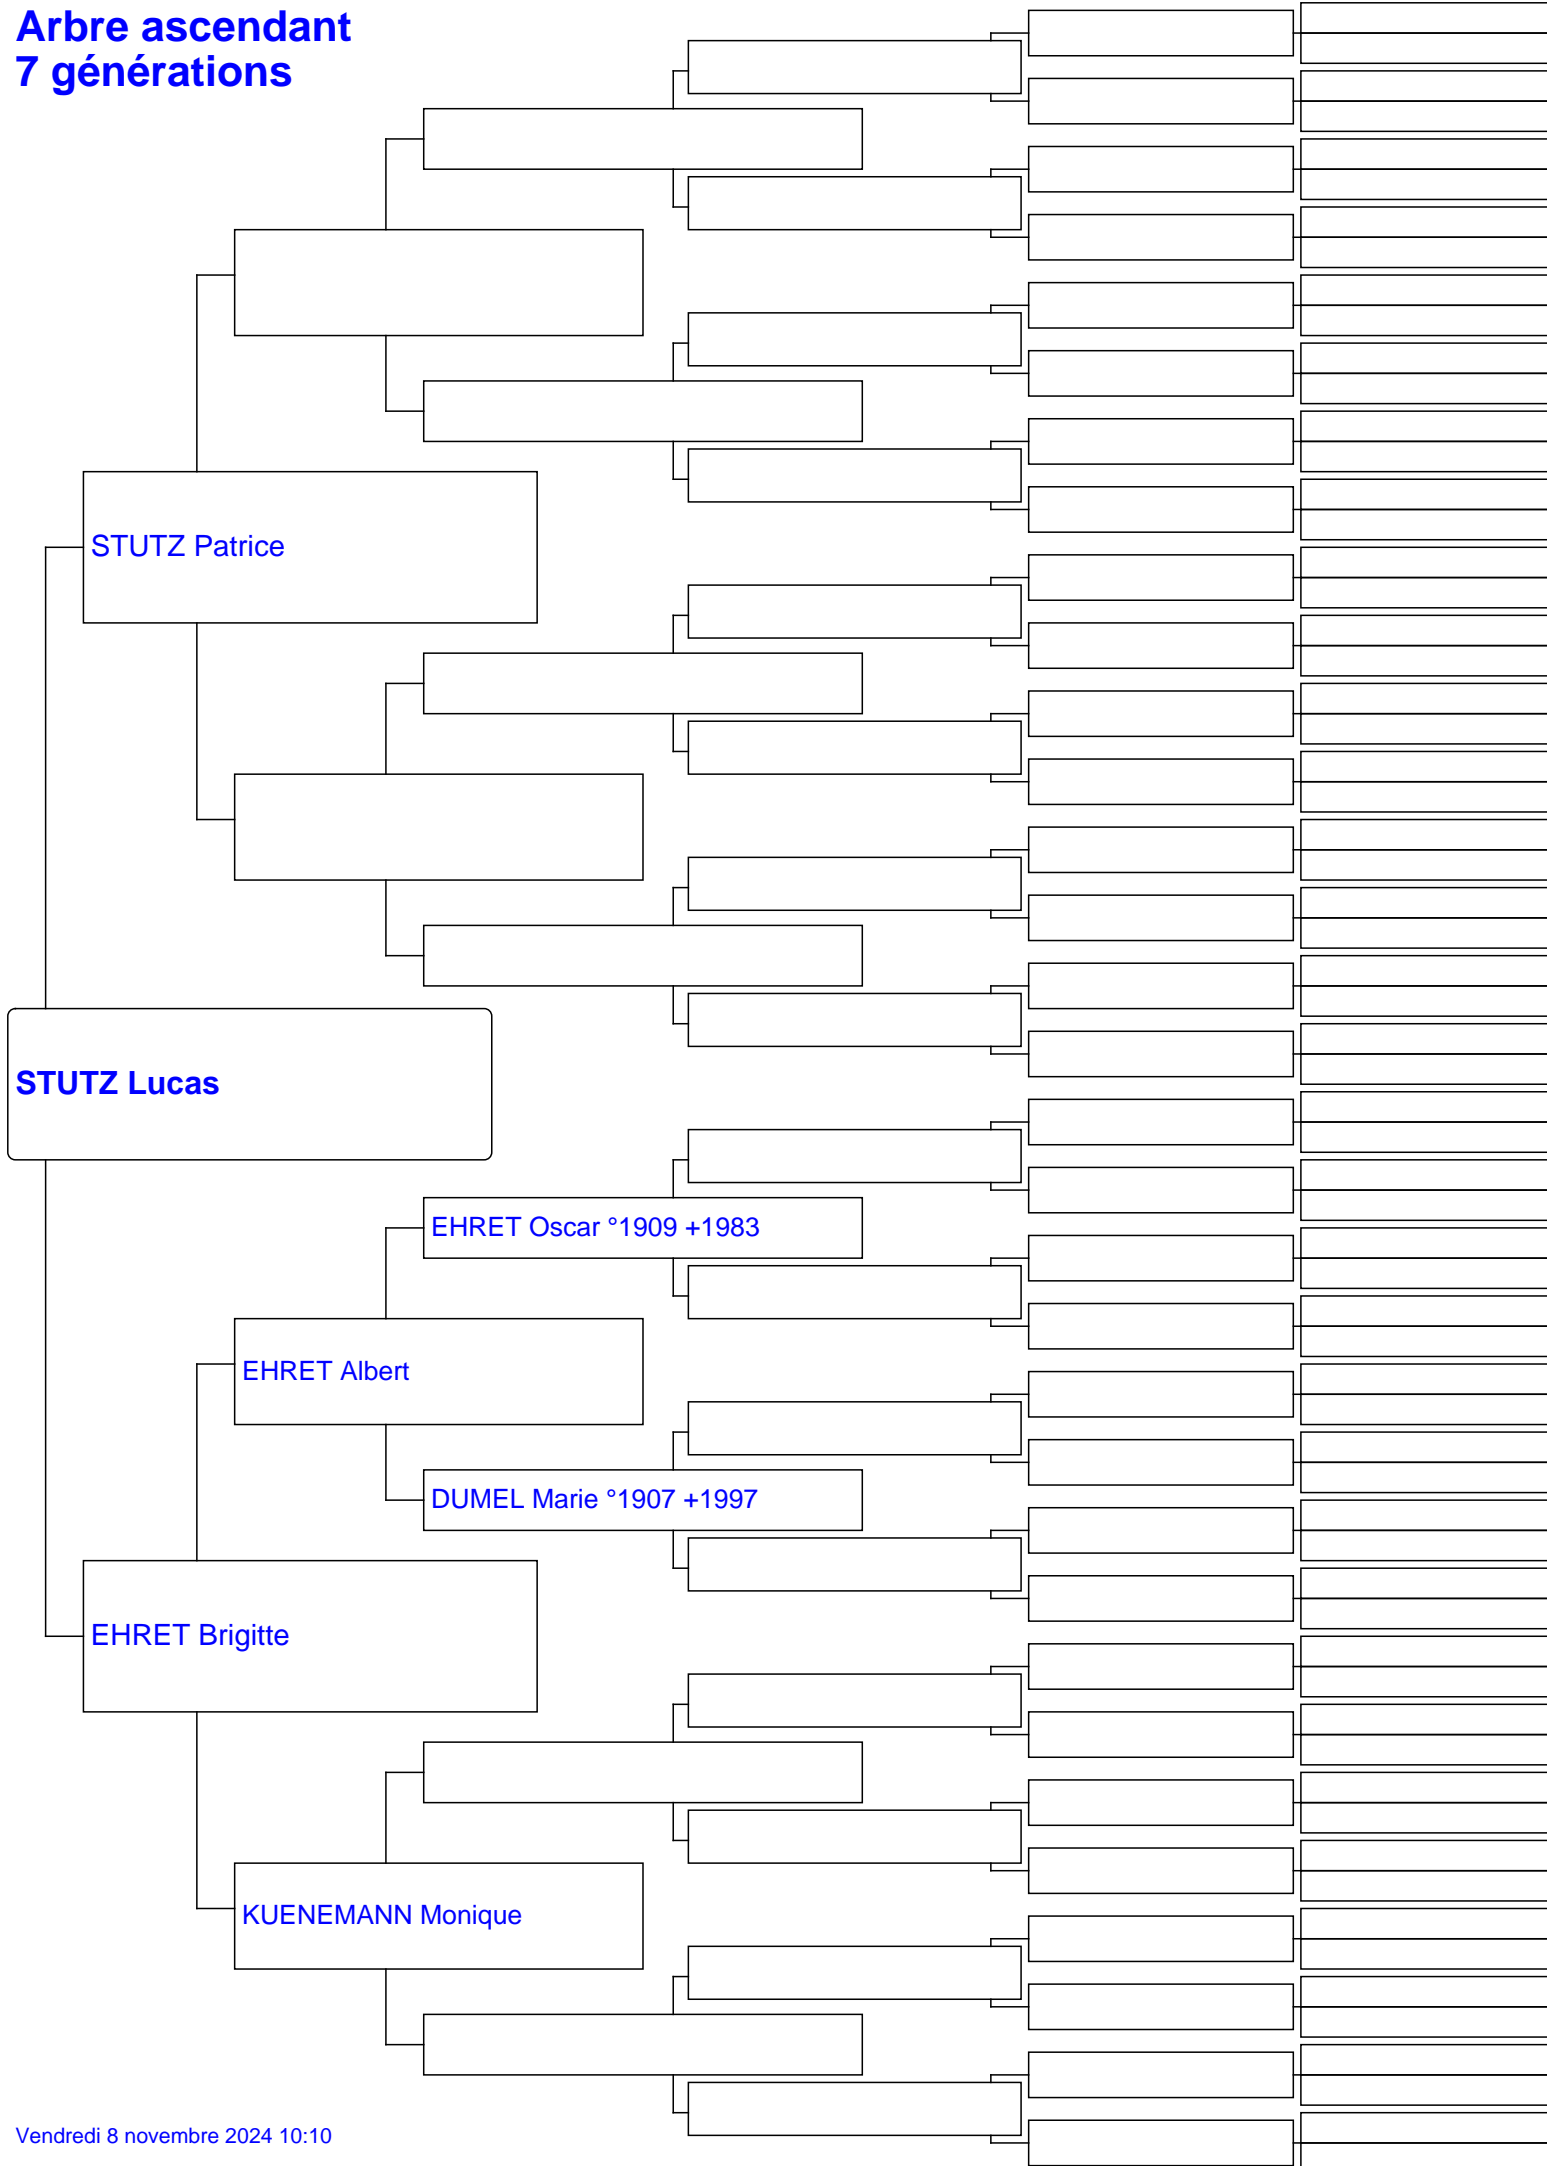 Arbre ascendant
7 générations
STUTZ Patrice
STUTZ Lucas
EHRET Oscar °1909 +1983
EHRET Albert
DUMEL Marie °1907 +1997
EHRET Brigitte
KUENEMANN Monique
Vendredi 8 novembre 2024 10:10